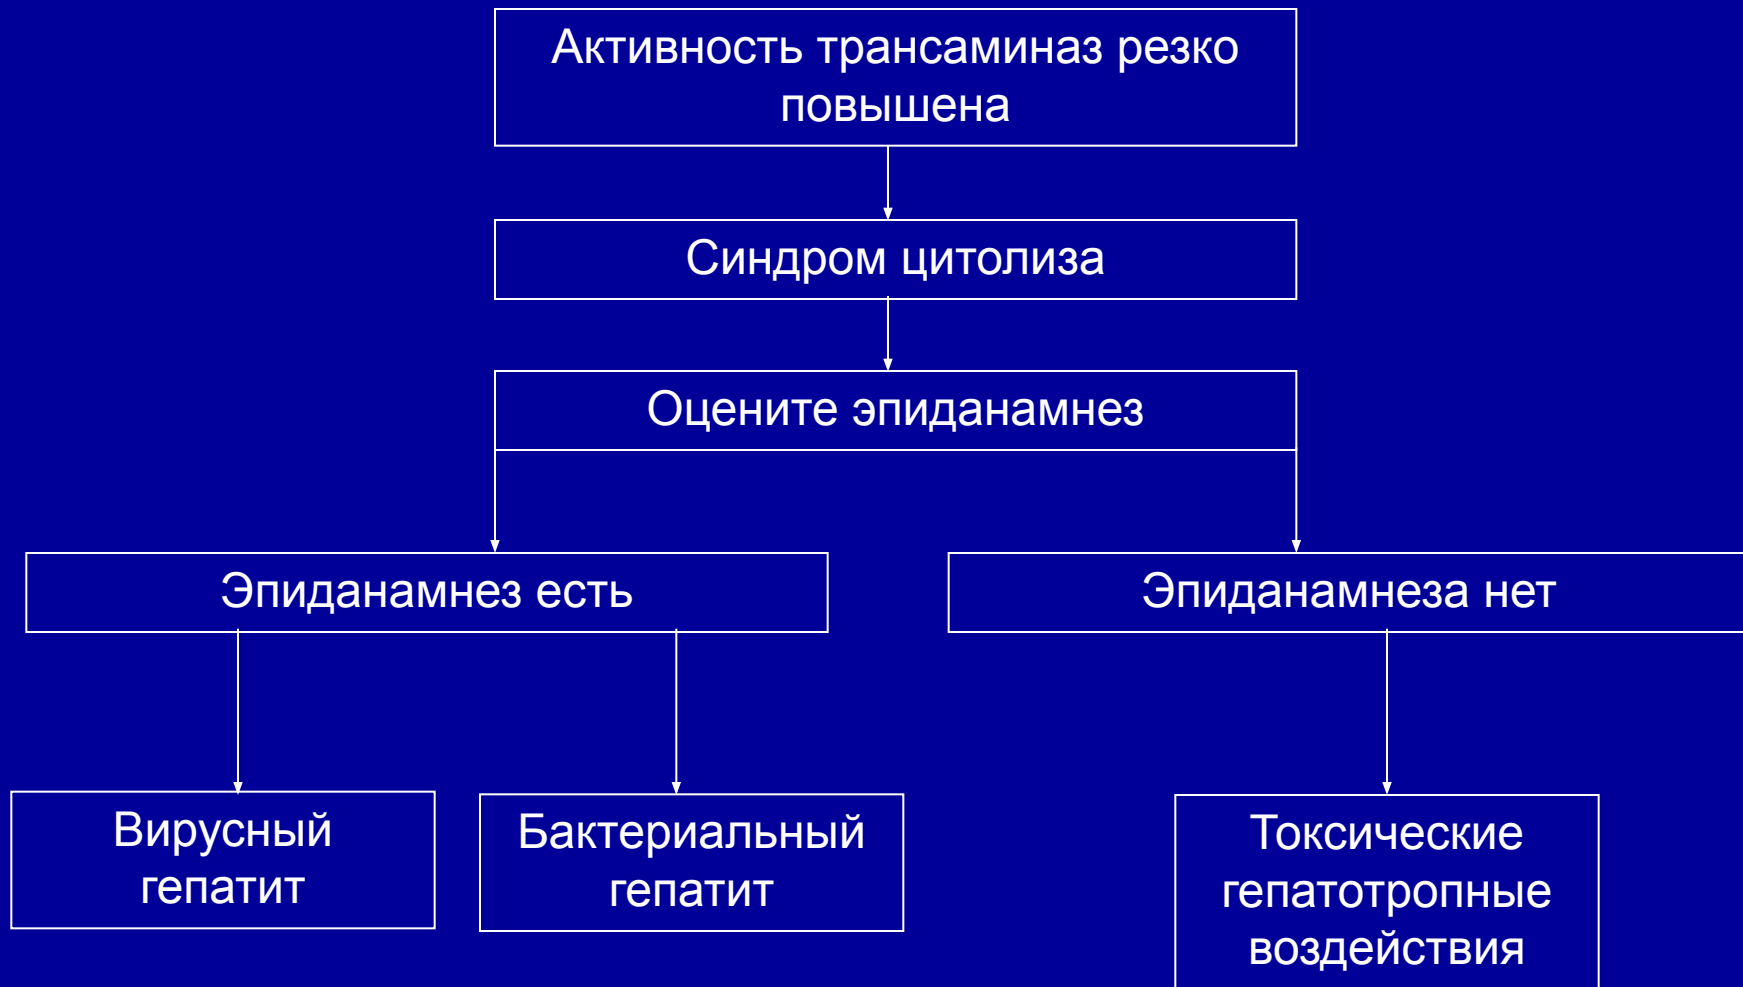 Активность трансаминаз резко
повышена
Синдром цитолиза
Оцените эпиданамнез
Эпиданамнез есть
Эпиданамнеза нет
Вирусный
гепатит
Бактериальный
гепатит
Токсические
гепатотропные
воздействия